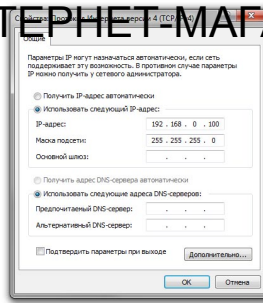 ТЕРНЕТ-МАГА
Общие
Параметры IP могут назначаться автоматически, если сеть
поддерживает эту возможность. В противном случае параметры
IP можно получить у сетевого администратора.
Получить IP-адрес автоматически
Использовать следующий IP-адрес:
IP-адрес: 192 . 168 . 0 . 100
Маска подсети: 255 . 255 . 255 . 0
Основной шлюз: . . .
Получить адрес DNS-сервера автоматически
Использовать следующие адреса DNS-серверов:
Предпочитаемый DNS-сервер: . . .
Альтернативный DNS-сервер: . . .
Подтвердить параметры при выходе
Дополнительно...
ОК Отмена